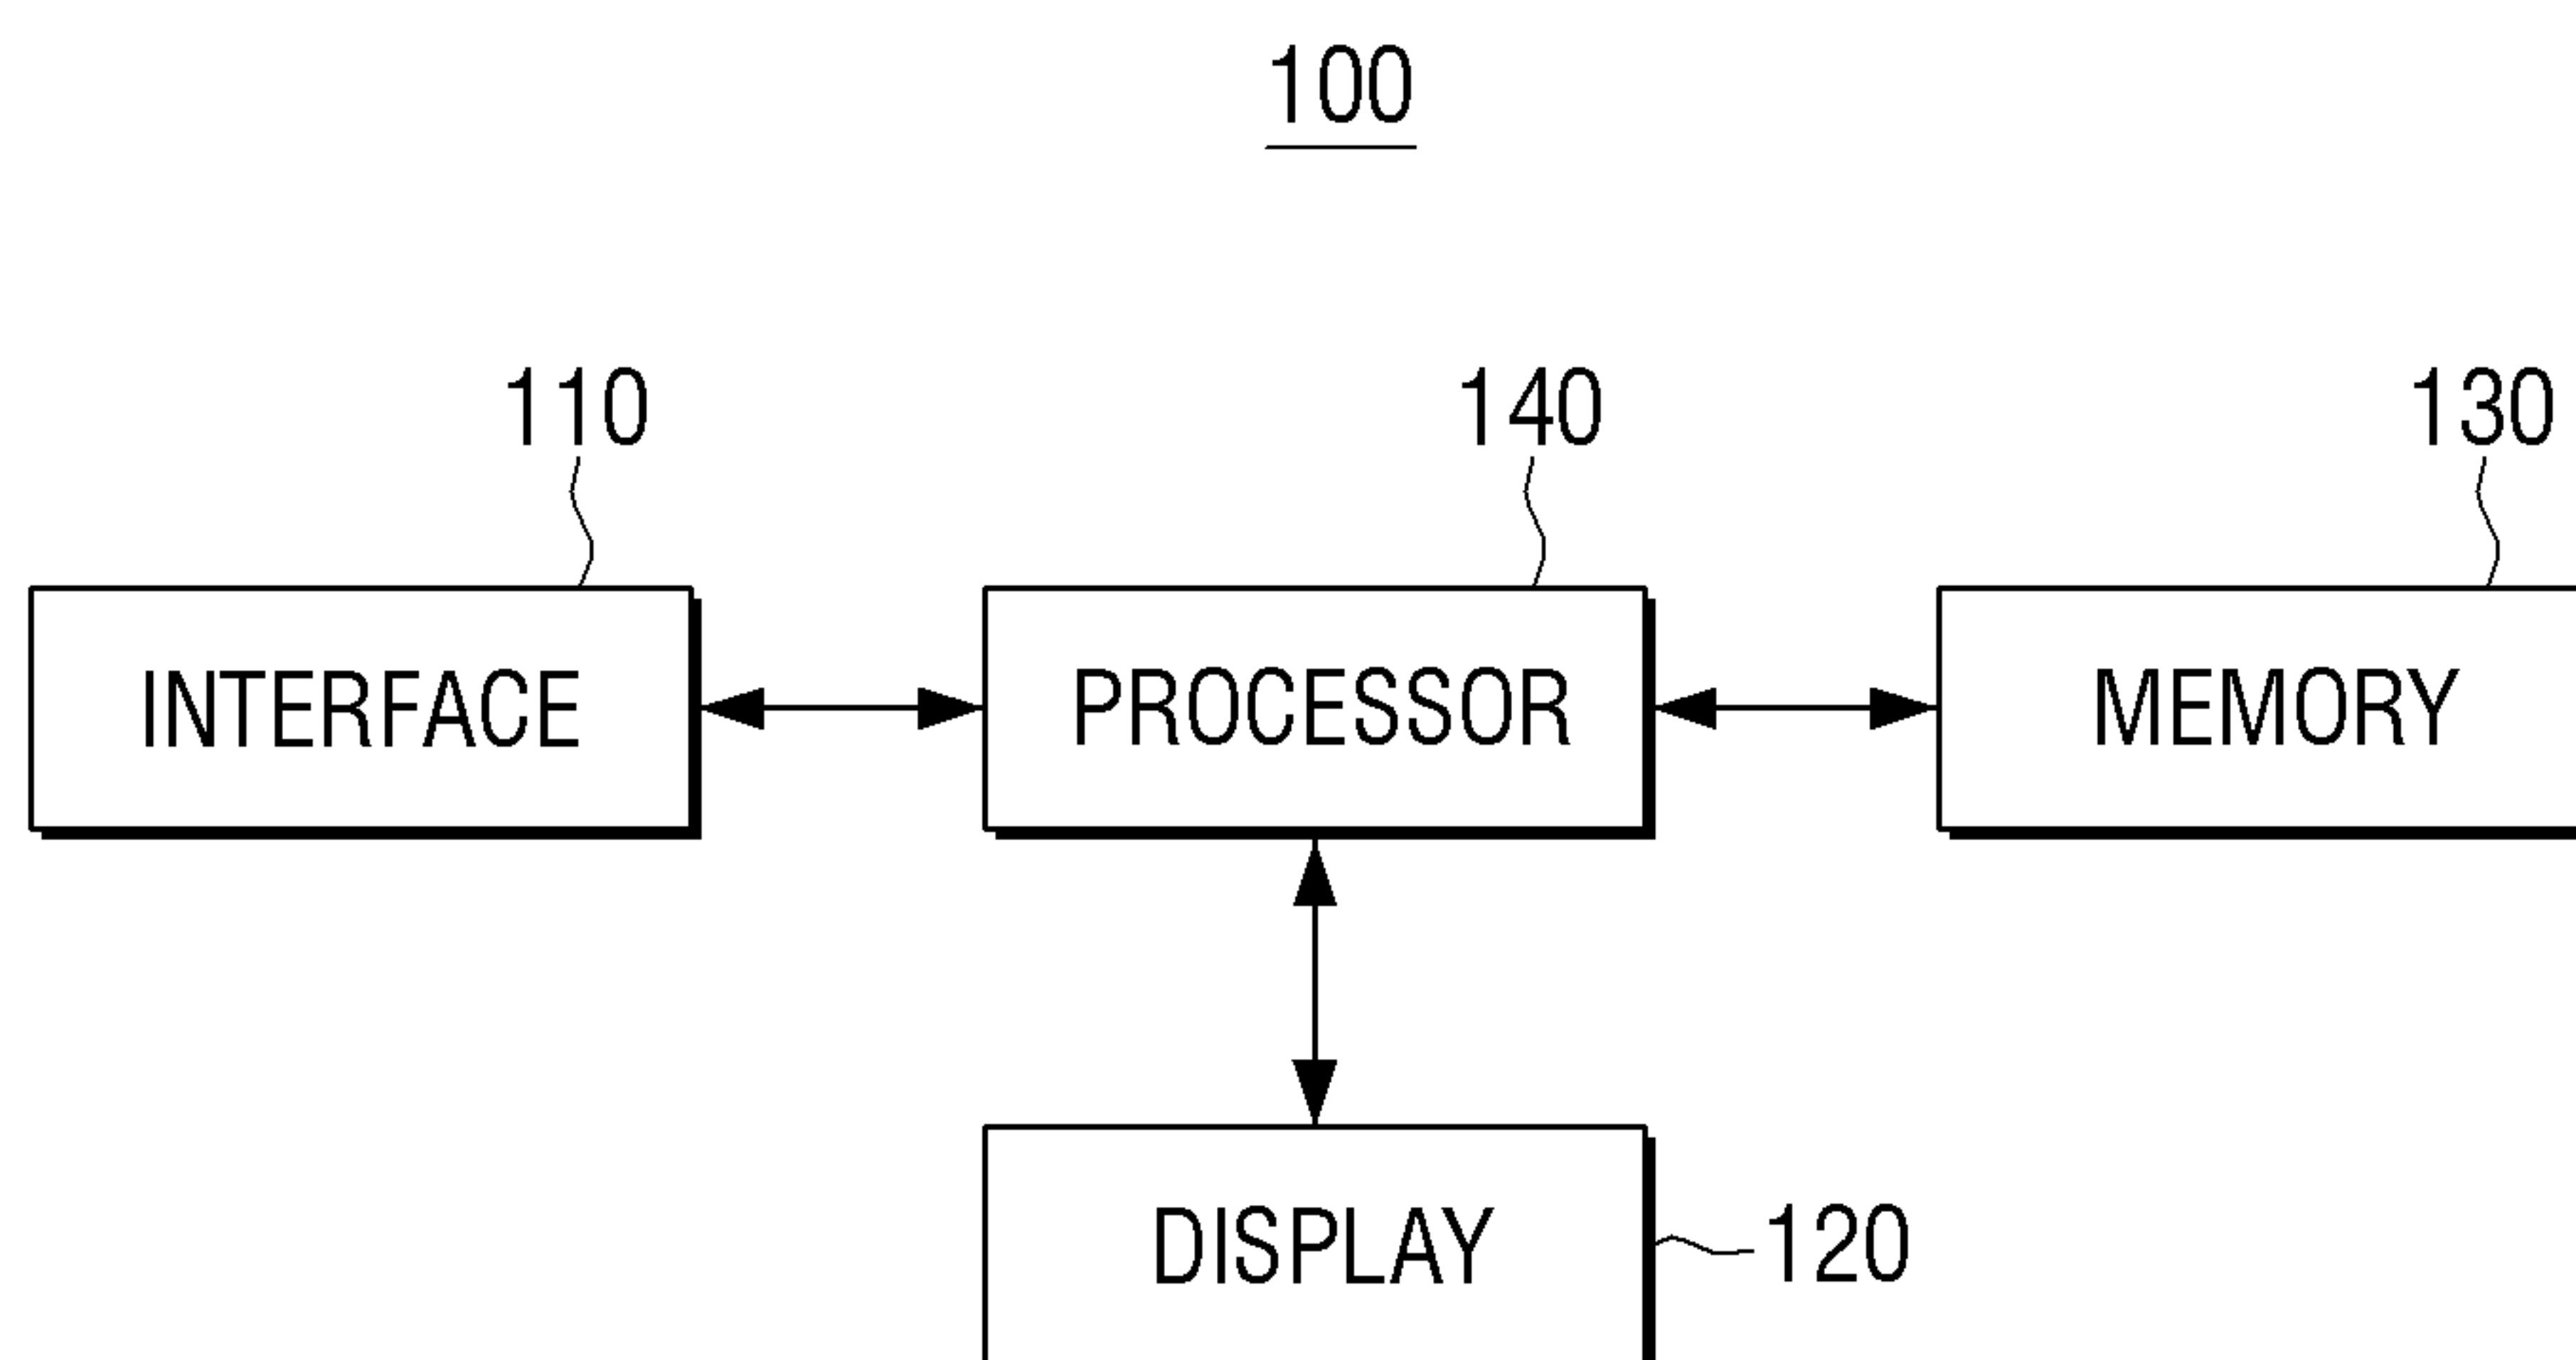 100
110
140
130
INTERFACE
PROCESSOR
MEMORY
DISPLAY
120